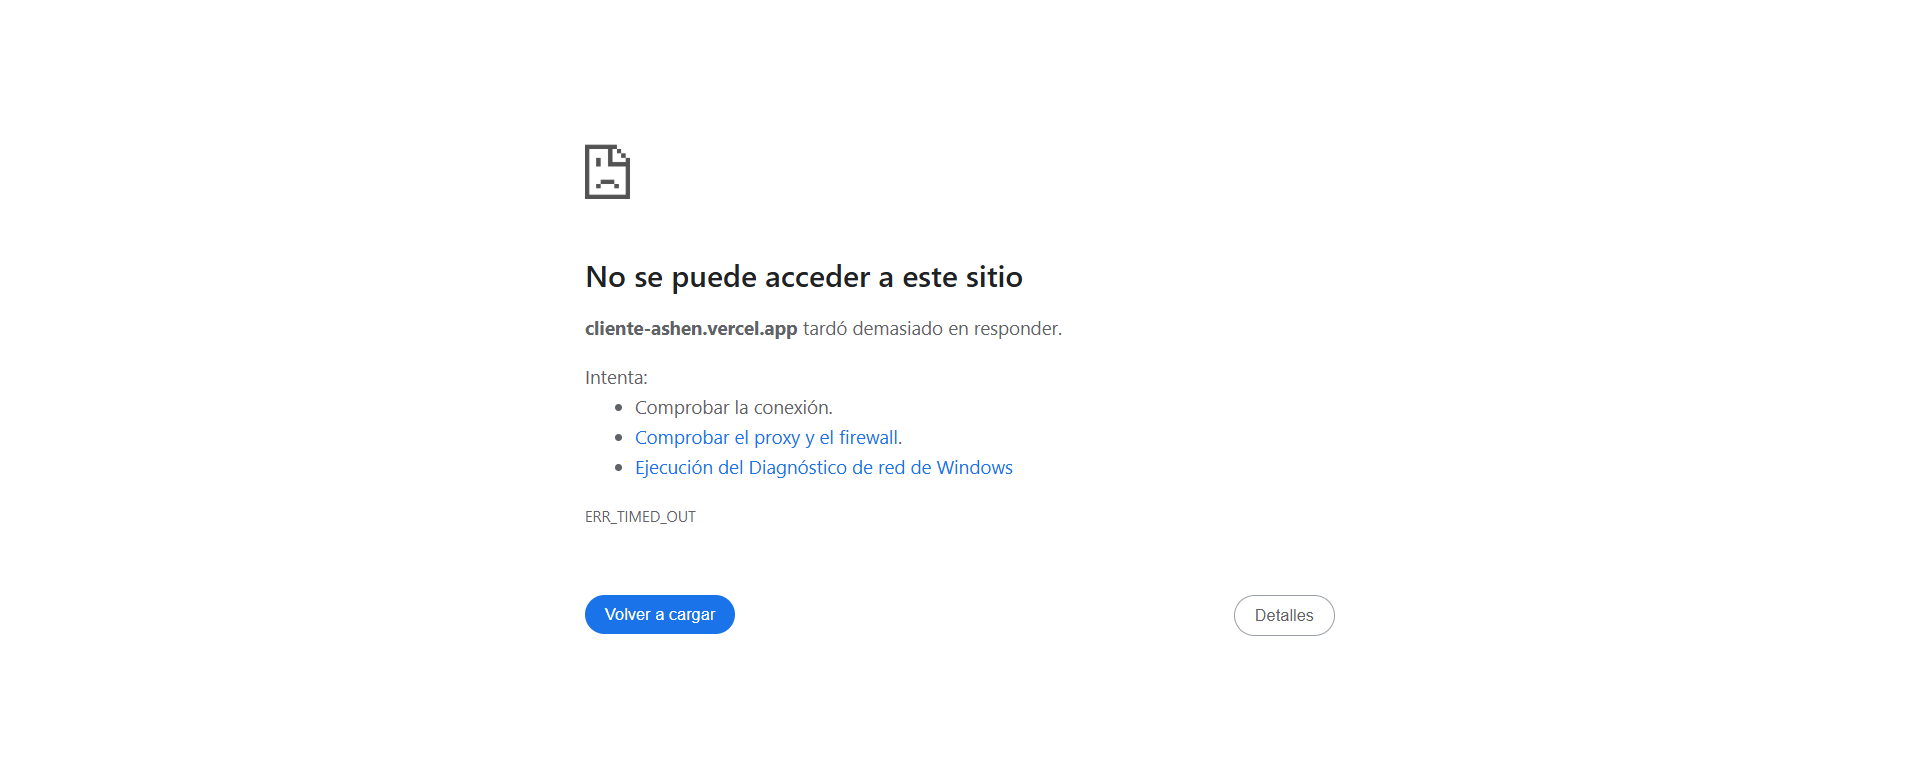 No se puede acceder a este sitio
cliente-ashen.vercel.app tardó demasiado en responder.
Intenta:
Comprobar la conexión.
Comprobar el proxy y el firewall.
Ejecución del Diagnóstico de red de Windows
ERR_TIMED_OUT
Volver a cargar
Detalles